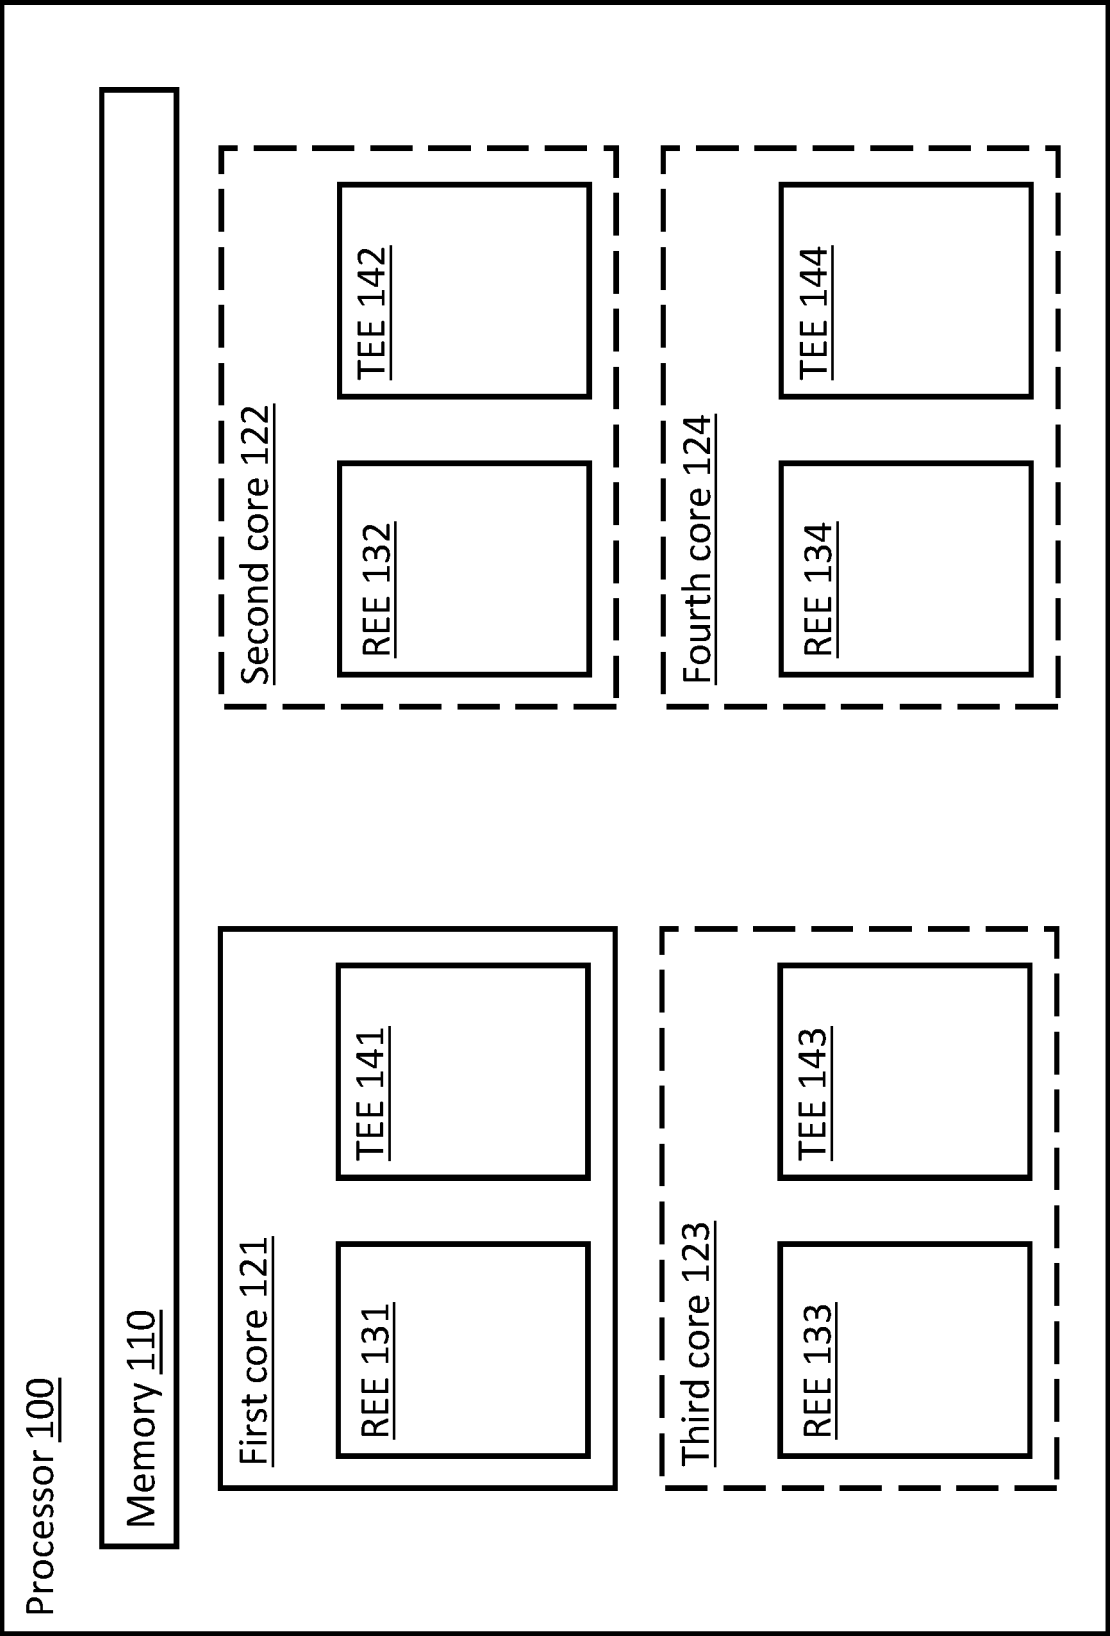 Processor 100
Memory 110
First core 121
REE 131
TEE 141
Second core 122
REE 132
TEE 142
Third core 123
REE 133
TEE 143
Fourth core 124
REE 134
TEE 144